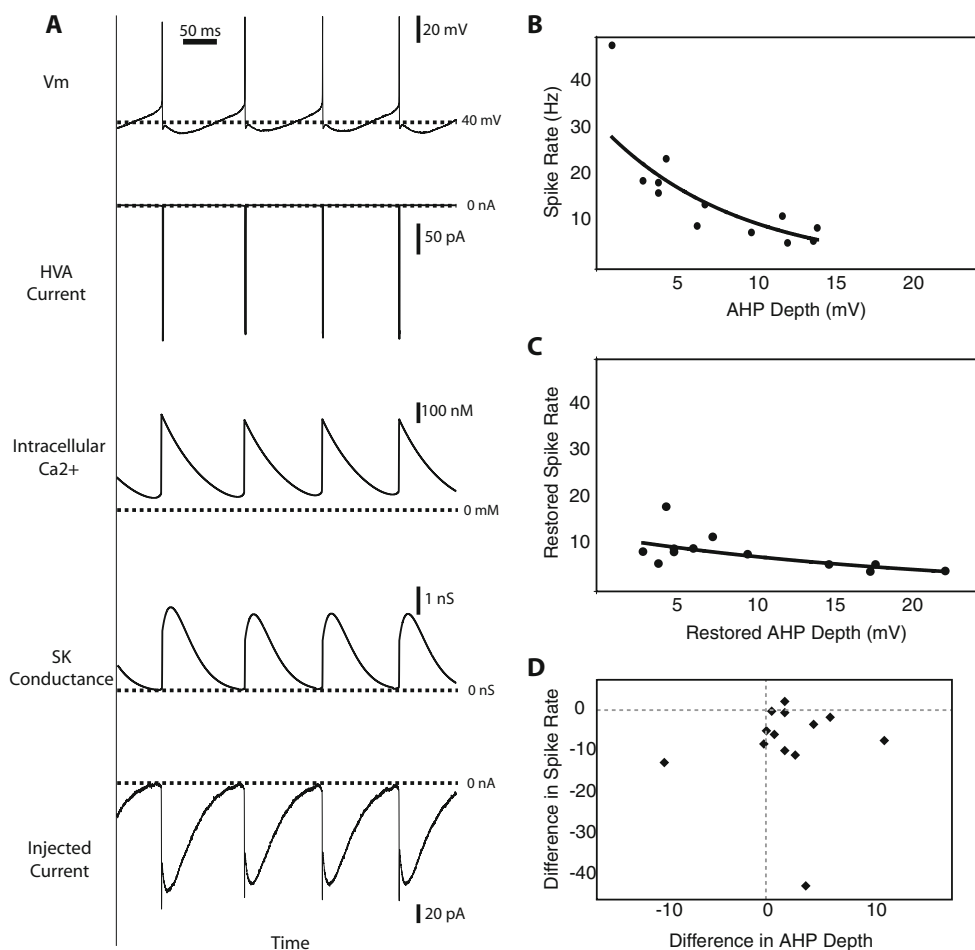 A
50 ms
20 mV
Vm
40 mV
0 nA
50 pA
HVA
Current
100 nM
Intracellular
Ca2+
0 mM
1 nS
SK
Conductance
0 nS
0 nA
Injected
Current
20 pA
Time
B
Spike Rate (Hz)
40
30
20
10
5
10
15
20
AHP Depth (mV)
C
Restored Spike Rate
40
30
20
10
5
10
15
20
Restored AHP Depth (mV)
D
Difference in Spike Rate
0
-10
-20
-30
-40
-10
0
10
Difference in AHP Depth